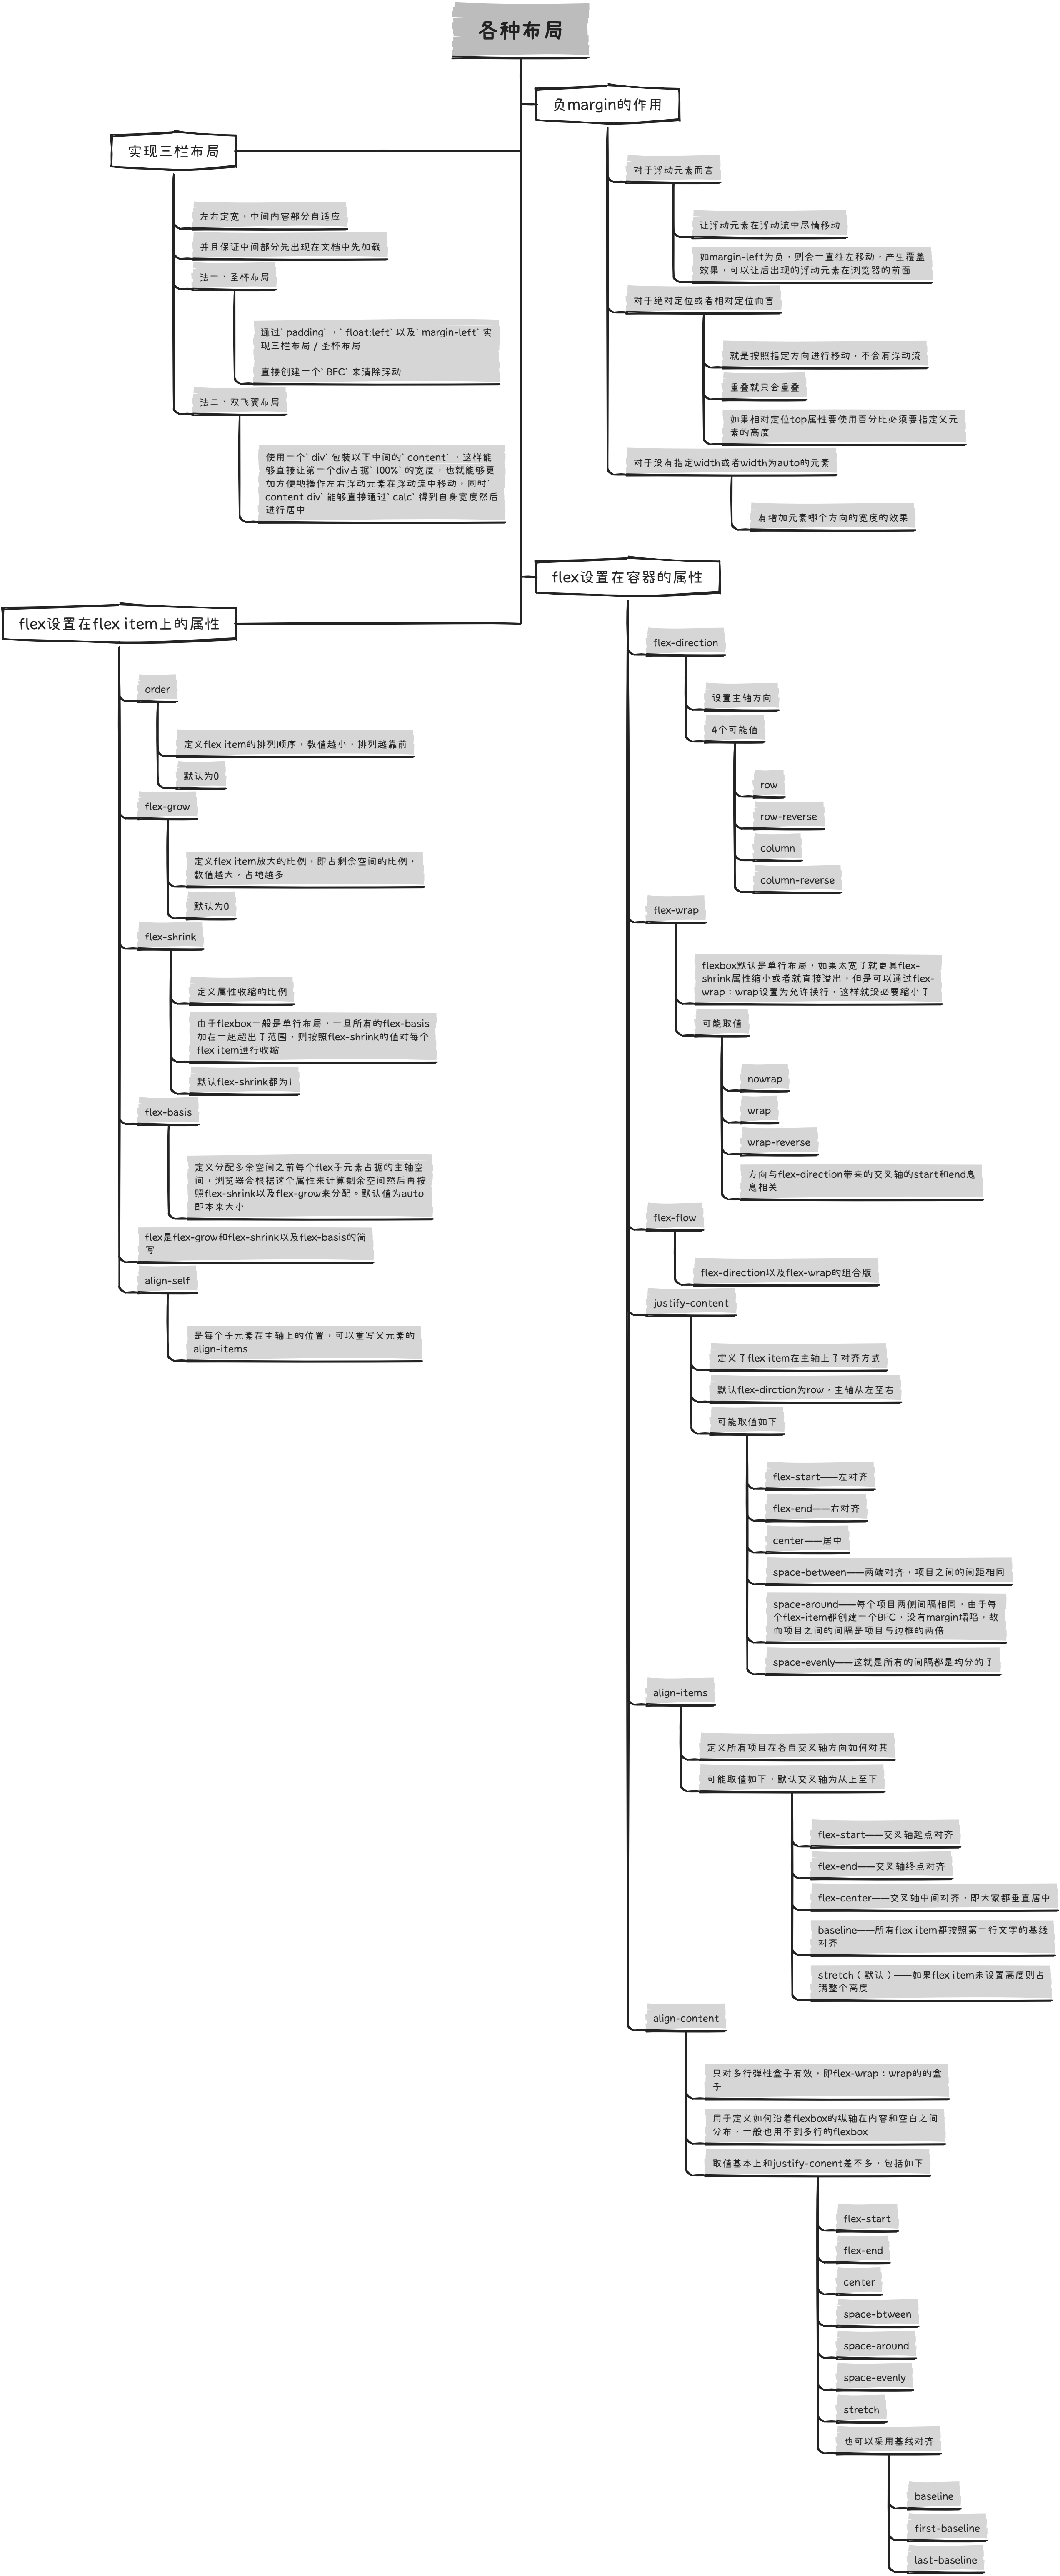 各种布局
负margin的作用
对于浮动元素而言
让浮动元素在浮动流中尽情移动
如margin-left为负，则会一直往左移动，产生覆盖
效果，可以让后出现的浮动元素在浏览器的前面
对于绝对定位或者相对定位而言
就是按照指定方向进行移动，不会有浮动流
重叠就只会重叠
如果相对定位top属性要使用百分比必须要指定父元
素的高度
对于没有指定width或者width为auto的元素
有增加元素哪个方向的宽度的效果
实现三栏布局
左右定宽，中间内容部分自适应
并且保证中间部分先出现在文档中先加载
法一、圣杯布局
通过`padding`，`float:left`以及`margin-left`实
现三栏布局 / 圣杯布局
直接创建一个`BFC`来清除浮动
法二、双飞翼布局
使用一个`div`包装以下中间的`content`，这样能
够直接让第一个div占据`100%`的宽度，也就能够更
加方便地操作左右浮动元素在浮动流中移动，同时`
content div`能够直接通过`calc`得到自身宽度然后
进行居中
flex设置在容器的属性
flex-direction
设置主轴方向
4个可能值
row
row-reverse
column
column-reverse
flex-wrap
flexbox默认是单行布局，如果太宽了就更具flex-
shrink属性缩小或者就直接溢出，但是可以通过flex-
wrap：wrap设置为允许换行，这样就没必要缩小了
可能取值
nowrap
wrap
wrap-reverse
方向与flex-direction带来的交叉轴的start和end息
息相关
flex-flow
flex-direction以及flex-wrap的组合版
justify-content
定义了flex item在主轴上了对齐方式
默认flex-dirction为row，主轴从左至右
可能取值如下
flex-start——左对齐
flex-end——右对齐
center——居中
space-between——两端对齐，项目之间的间距相同
space-around——每个项目两侧间隔相同，由于每
个flex-item都创建一个BFC，没有margin塌陷，故
而项目之间的间隔是项目与边框的两倍
space-evenly——这就是所有的间隔都是均分的了
align-items
定义所有项目在各自交叉轴方向如何对其
可能取值如下，默认交叉轴为从上至下
flex-start——交叉轴起点对齐
flex-end——交叉轴终点对齐
flex-center——交叉轴中间对齐，即大家都垂直居中
baseline——所有flex item都按照第一行文字的基线
对齐
stretch（默认）——如果flex item未设置高度则占
满整个高度
align-content
只对多行弹性盒子有效，即flex-wrap：wrap的的盒
子
用于定义如何沿着flexbox的纵轴在内容和空白之间
分布，一般也用不到多行的flexbox
取值基本上和justify-conent差不多，包括如下
flex-start
flex-end
center
space-btween
space-around
space-evenly
stretch
也可以采用基线对齐
baseline
first-baseline
last-baseline
flex设置在flex item上的属性
order
定义flex item的排列顺序，数值越小，排列越靠前
默认为0
flex-grow
定义flex item放大的比例，即占剩余空间的比例，
数值越大，占地越多
默认为0
flex-shrink
定义属性收缩的比例
由于flexbox一般是单行布局，一旦所有的flex-basis
加在一起超出了范围，则按照flex-shrink的值对每个
flex item进行收缩
默认flex-shrink都为1
flex-basis
定义分配多余空间之前每个flex子元素占据的主轴空
间，浏览器会根据这个属性来计算剩余空间然后再按
照flex-shrink以及flex-grow来分配。默认值为auto
即本来大小
flex是flex-grow和flex-shrink以及flex-basis的简
写
align-self
是每个子元素在主轴上的位置，可以重写父元素的
align-items